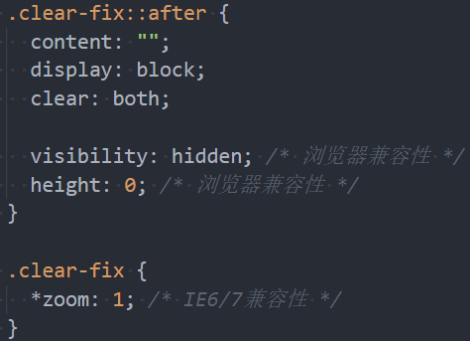 .clear-fix::after {
content: "";
display: block;
clear: both;
visibility: hidden; /* 浏览器兼容性 */
height: 0; /* 浏览器兼容性 */
}
.clear-fix {
*zoom: 1; /* IE6/7兼容性 */
}